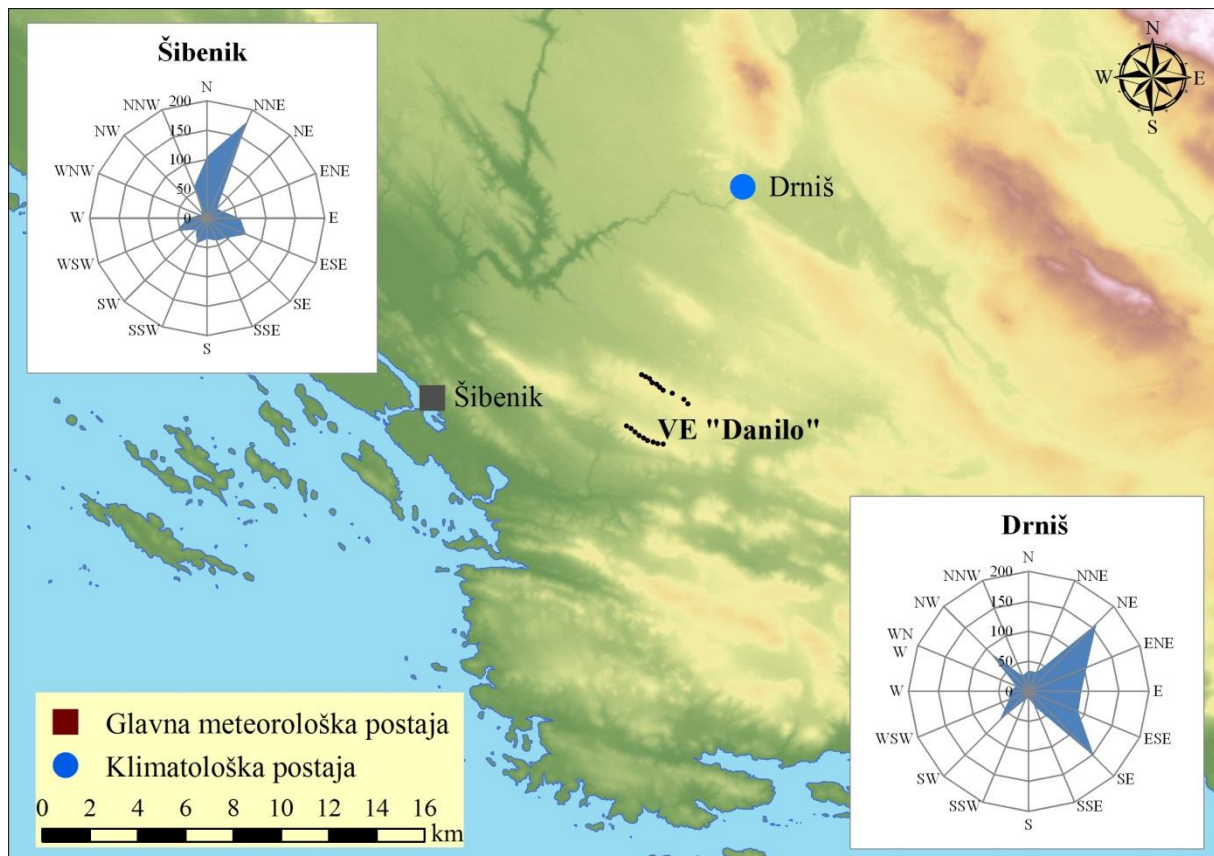 Šibenik
N
NNE
NE
ENE
E
ESE
SE
SSE
S
SSW
SW
WSW
W
WNW
NW
NNW
200
150
100
50
0
N
W E
S
Drniš
Šibenik
VE "Danilo"
Drniš
N
NNE
NE
ENE
E
ESE
SE
SSE
S
SSW
SW
WSW
W
WN
W
NW
NNW
200
150
100
50
0
Glavna meteorološka postaja
Klimatološka postaja
0 2 4 6 8 10 12 14 16
km